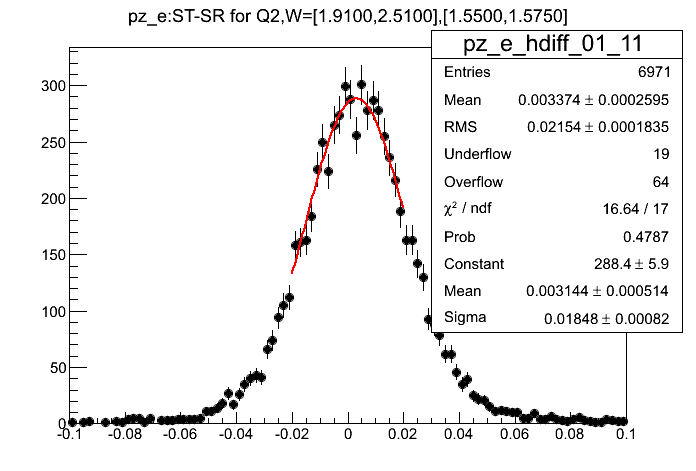 pz_e:ST-SR for Q2,W=[1.9100,2.5100],[1.5500,1.5750]
pz_e_hdiff_01_11
Entries 6971
Mean 0.003374 ± 0.0002595
RMS 0.02154 ± 0.0001835
Underflow 19
Overflow 64
χ² / ndf 16.64 / 17
Prob 0.4787
Constant 288.4 ± 5.9
Mean 0.003144 ± 0.000514
Sigma 0.01848 ± 0.00082
300
250
200
150
100
50
0
-0.1 -0.08 -0.06 -0.04 -0.02 0 0.02 0.04 0.06 0.08 0.1